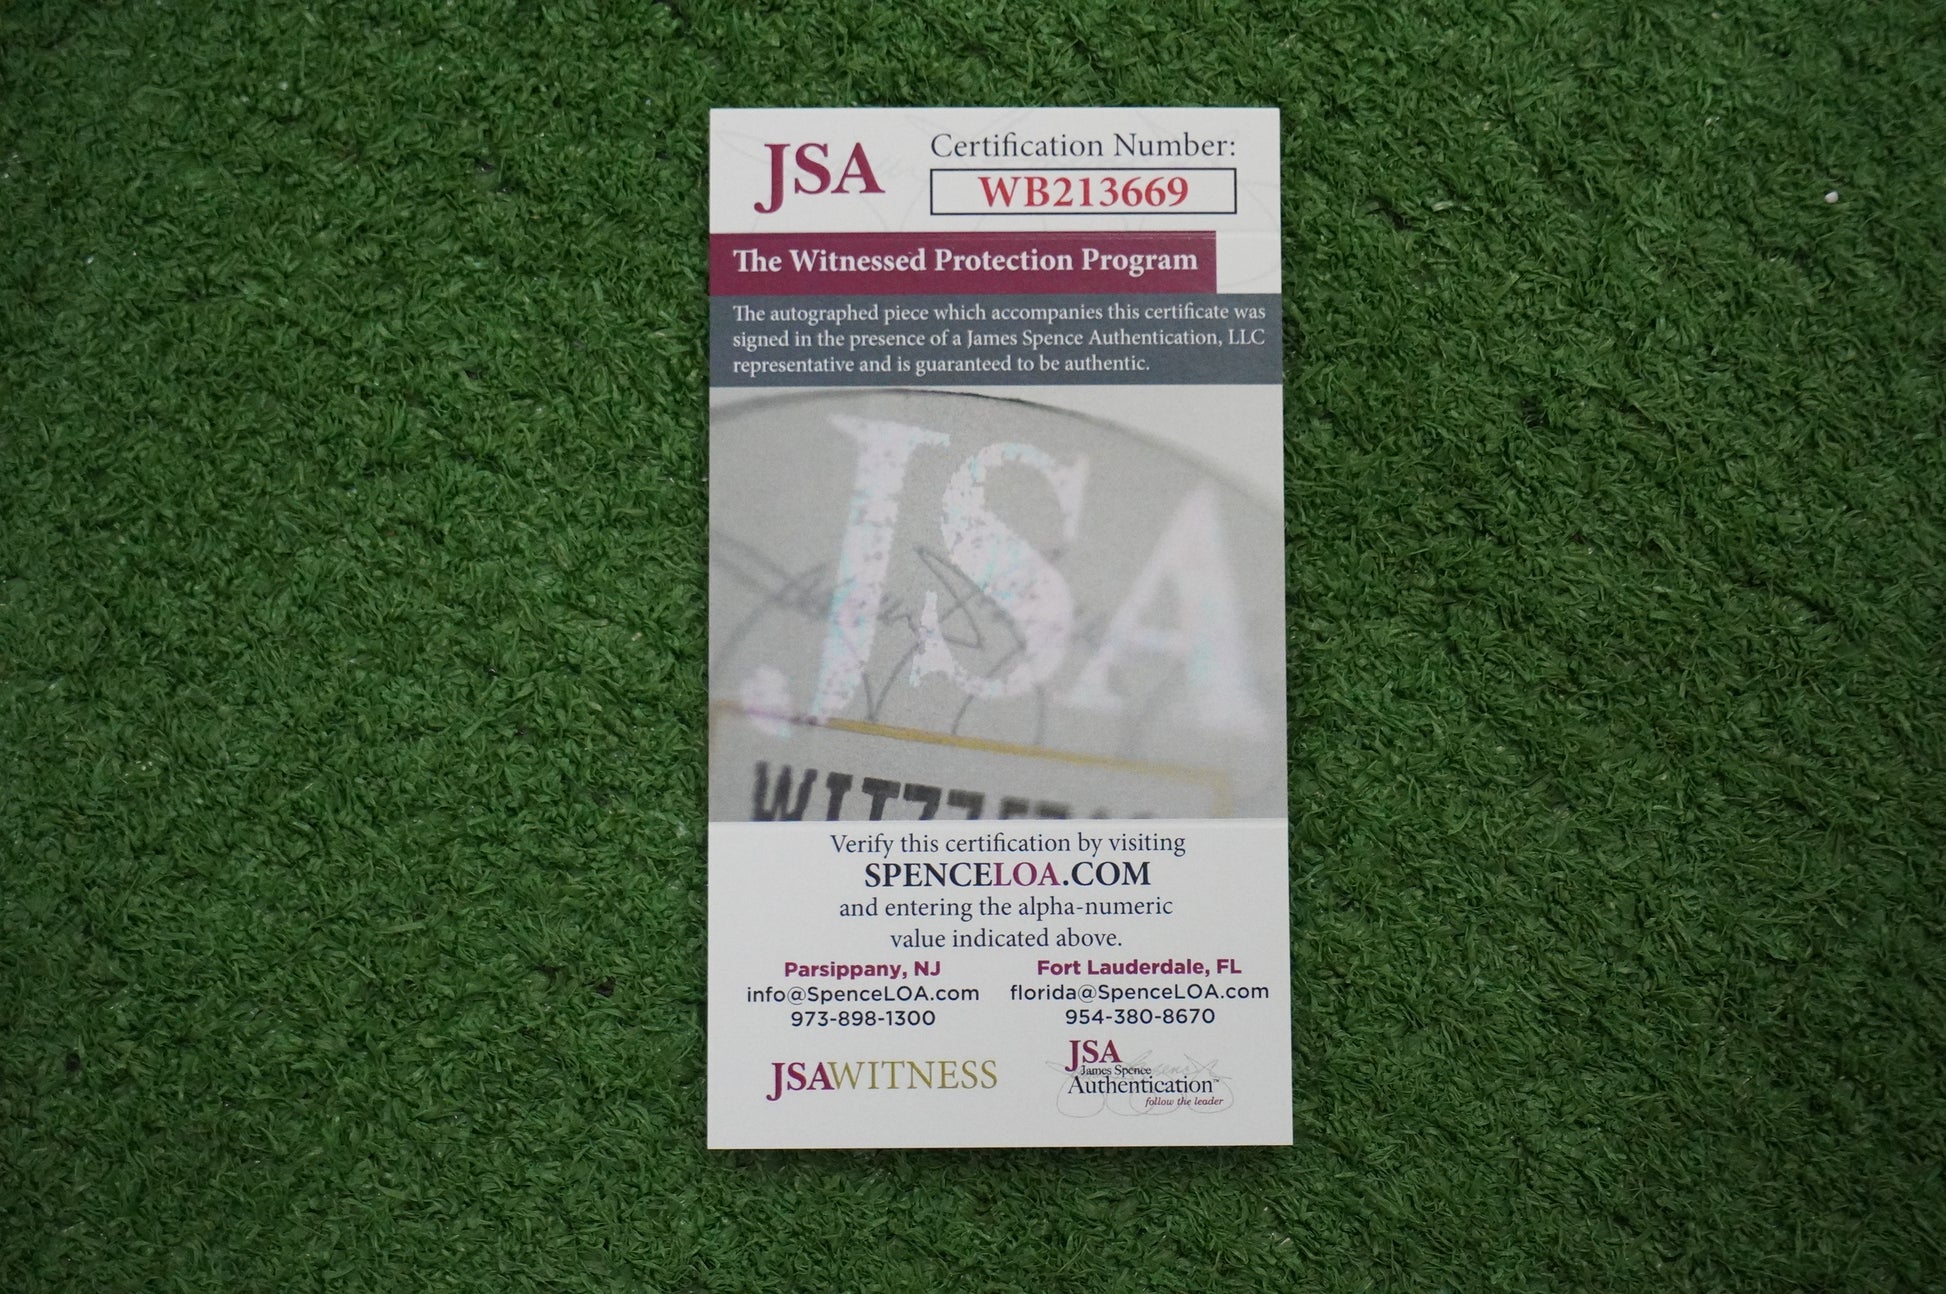 JSA
Certification Number:
WB213669
The Witnessed Protection Program
The autographed piece which accompanies this certificate was
signed in the presence of a James Spence Authentication, LLC
representative and is guaranteed to be authentic.
JSA
Verify this certification by visiting
SPENCELOA.COM
and entering the alpha-numeric
value indicated above.
Parsippany, NJ
info@SpenceLOA.com
973-898-1300
Fort Lauderdale, FL
florida@SpenceLOA.com
954-380-8670
JSAWITNESS
JSA
James Spence
Authentication™
follow the leader